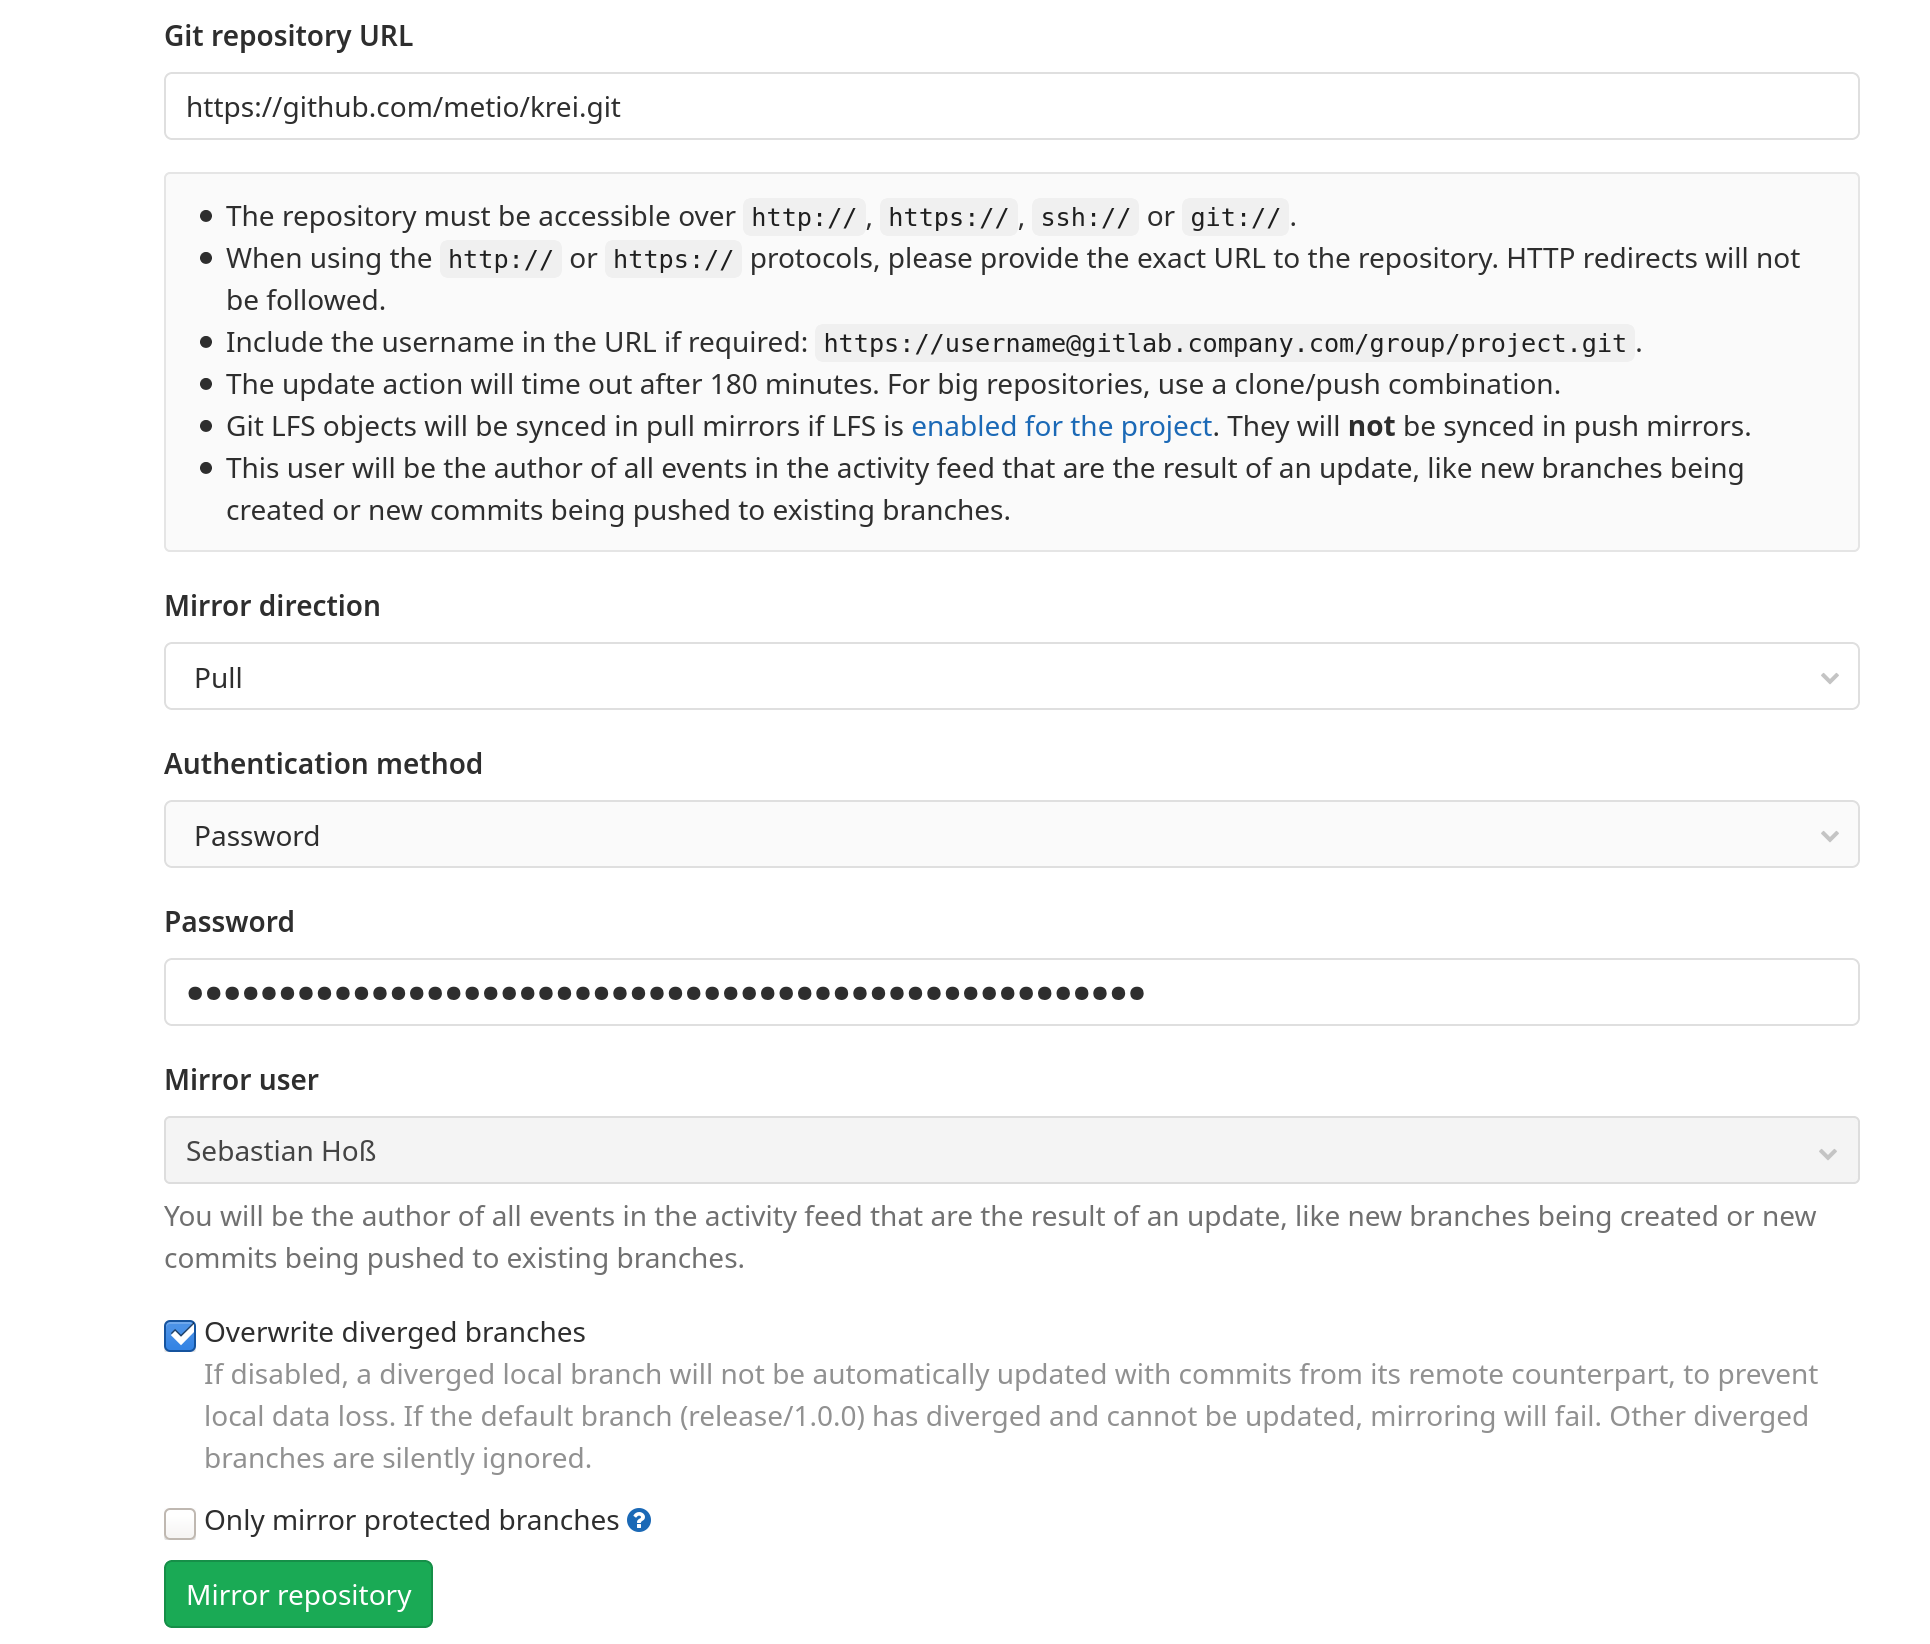 Git repository URL
https://github.com/metio/krei.git
The repository must be accessible over http://, https://, ssh:// or git://.
When using the http:// or https:// protocols, please provide the exact URL to the repository. HTTP redirects will not
be followed.
Include the username in the URL if required: https://username@gitlab.company.com/group/project.git.
The update action will time out after 180 minutes. For big repositories, use a clone/push combination.
Git LFS objects will be synced in pull mirrors if LFS is enabled for the project. They will not be synced in push mirrors.
This user will be the author of all events in the activity feed that are the result of an update, like new branches being
created or new commits being pushed to existing branches.
Mirror direction
Pull
Authentication method
Password
Password
Mirror user
Sebastian Hoß
You will be the author of all events in the activity feed that are the result of an update, like new branches being created or new
commits being pushed to existing branches.
Overwrite diverged branches
If disabled, a diverged local branch will not be automatically updated with commits from its remote counterpart, to prevent
local data loss. If the default branch (release/1.0.0) has diverged and cannot be updated, mirroring will fail. Other diverged
branches are silently ignored.
Only mirror protected branches ?
Mirror repository